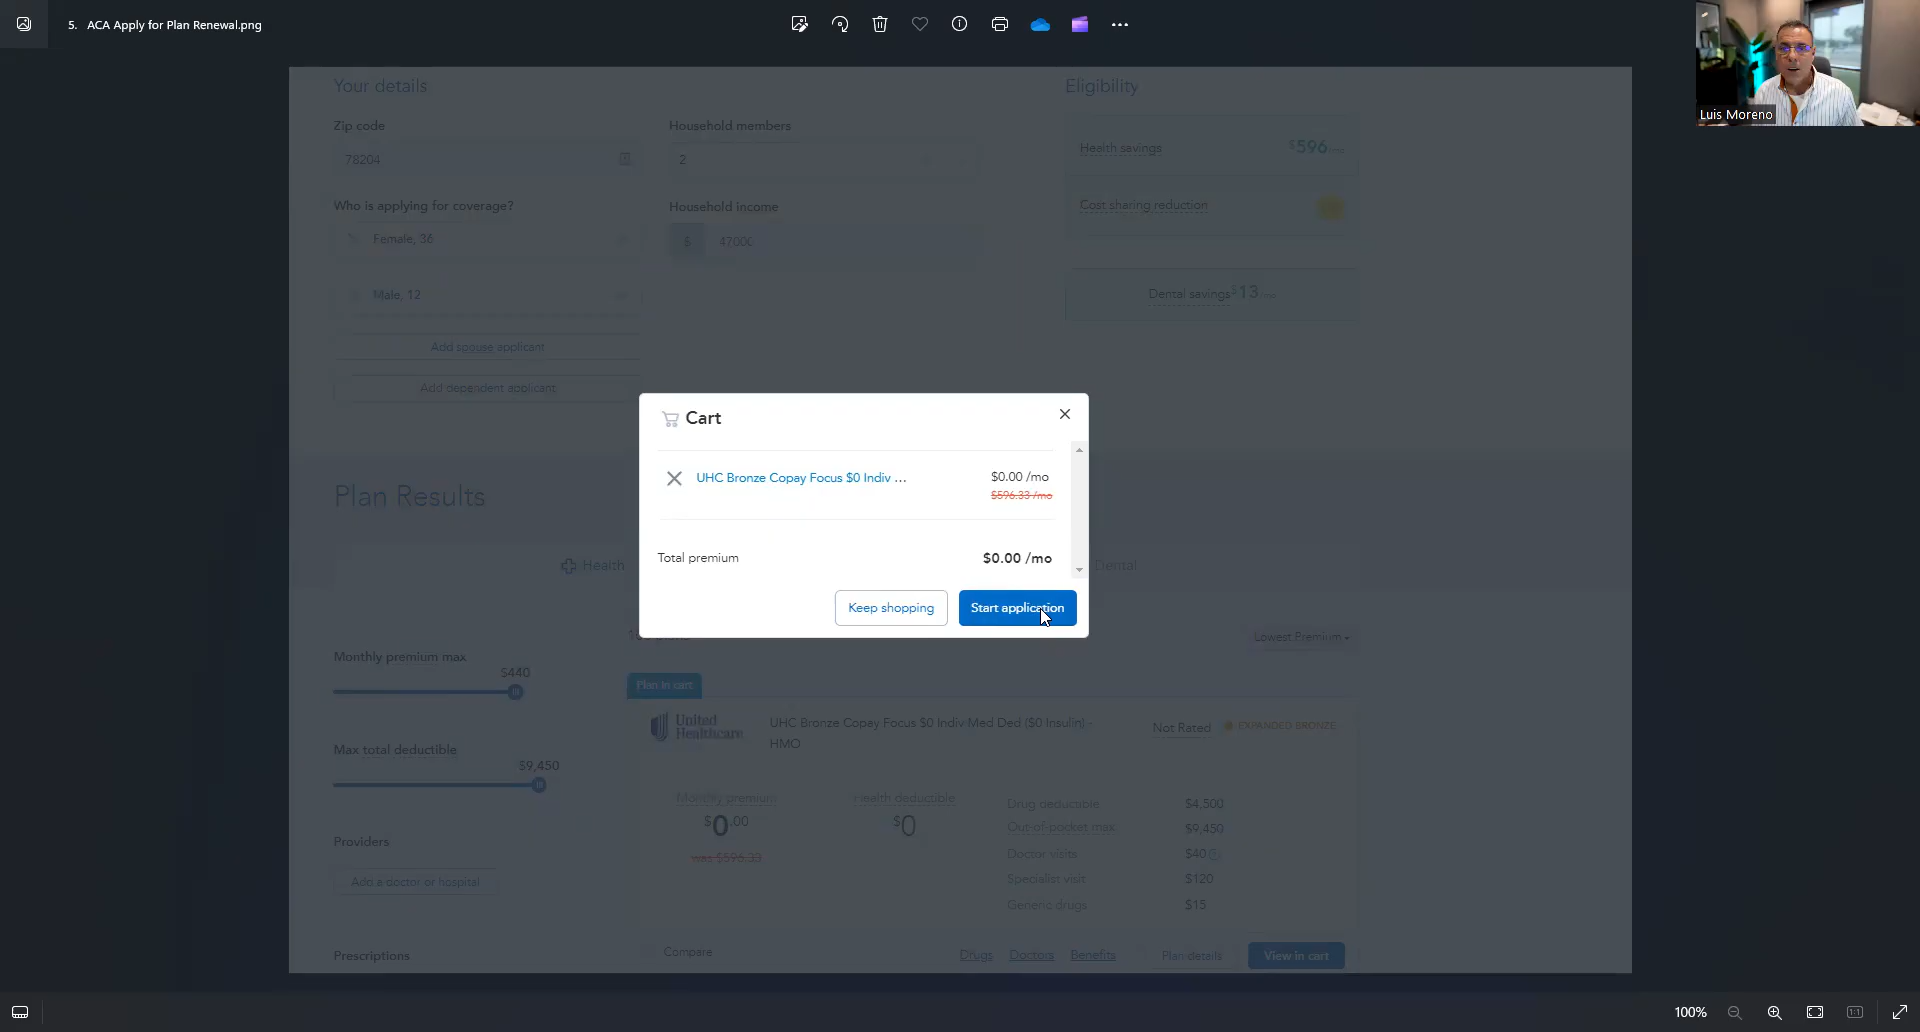 5. ACA Apply for Plan Renewal.png
Luis Moreno
Your details
Eligibility
Zip code
Household members
78204
2
Health savings
$596 /mo
Who is applying for coverage?
Household income
Cost sharing reduction
Female, 36
$ 47000
Male, 12
Dental savings $13 /mo
Add spouse applicant
Add dependent applicant
Cart
UHC Bronze Copay Focus $0 Indiv ...
$0.00 /mo
$596.33 /mo
Plan Results
Total premium
$0.00 /mo
Health
Dental
Keep shopping
Start application
Lowest Premium
Monthly premium max
$440
Plan in cart
United Healthcare
UHC Bronze Copay Focus $0 Indiv Med Ded ($0 Insulin) -
HMO
Not Rated
EXPANDED BRONZE
Max total deductible
$9,450
Monthly premium
Health deductible
$0.00
$0
was $596.33
Drug deductible $4,500
Out-of-pocket max $9,450
Doctor visits $40
Specialist visit $120
Generic drugs $15
Providers
Add a doctor or hospital
Prescriptions
Compare
Drugs
Doctors
Benefits
Plan details
View in cart
100%
1:1